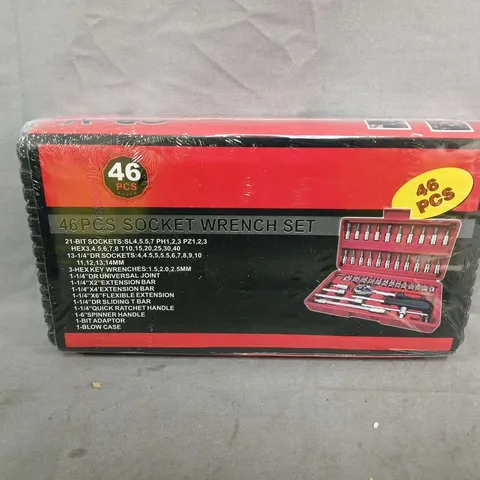 46
PCS
46
PCS
46PCS SOCKET WRENCH SET
21-BIT SOCKETS:SL4,5.5,7 PH1,2,3 PZ1,2,3
HEX3,4,5,6,7,8 T10,15,20,25,30,40
13-1/4"DR SOCKETS:4,4.5,5,5.5,6,7,8,9,10
11,12,13,14MM
3-HEX KEY WRENCHES:1.5,2.0,2.5MM
1-1/4"DR UNIVERSAL JOINT
1-1/4"X2"EXTENSION BAR
1-1/4"X4"EXTENSION BAR
1-1/4"X6"FLEXIBLE EXTENSION
1-1/4"DR SLIDING T BAR
1-1/4"QUICK RATCHET HANDLE
1-6"SPINNER HANDLE
1-BIT ADAPTOR
1-BLOW CASE